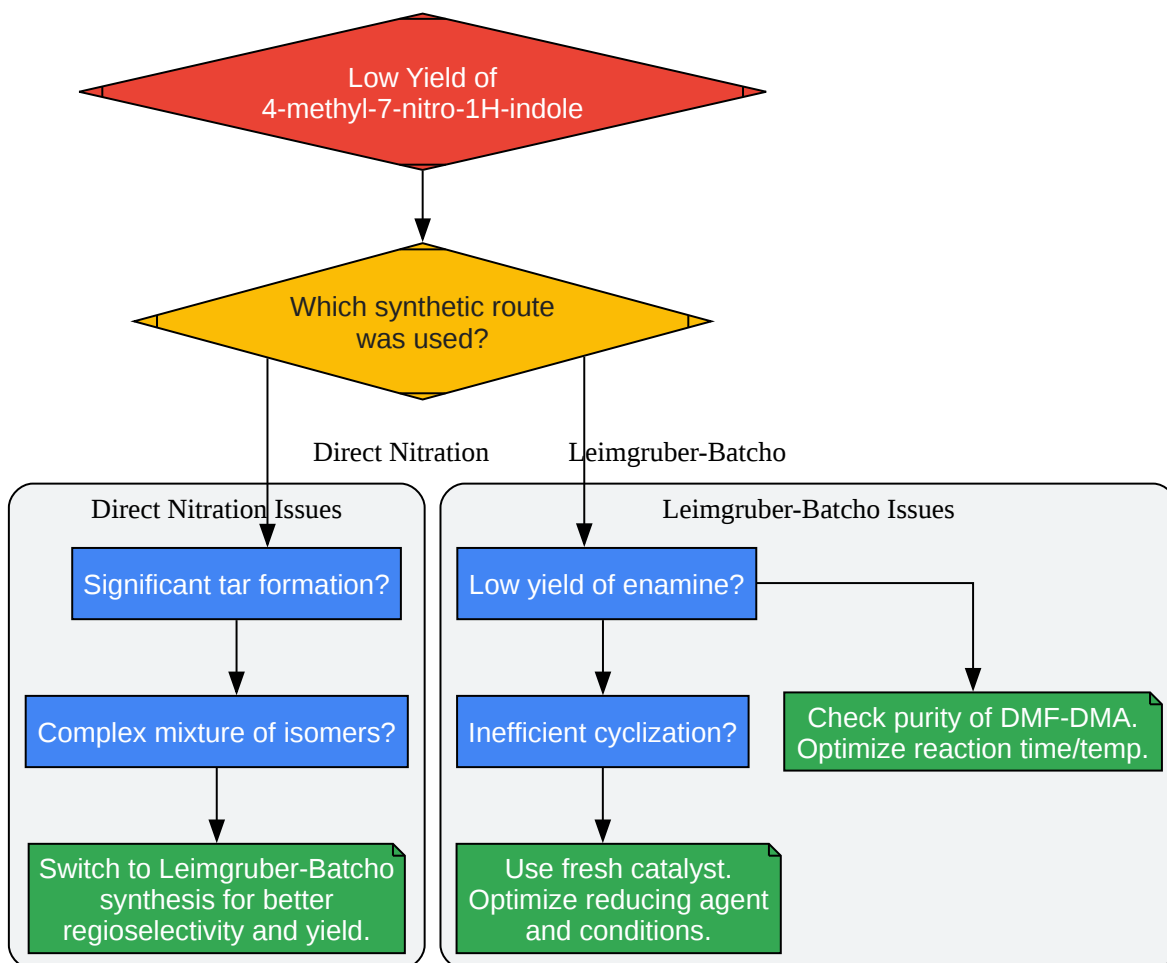 Low Yield of
4-methyl-7-nitro-1H-indole
Which synthetic route
was used?
Direct Nitration
Leimgruber-Batcho
Direct Nitration Issues
Significant tar formation?
Complex mixture of isomers?
Switch to Leimgruber-Batcho
synthesis for better
regioselectivity and yield.
Leimgruber-Batcho Issues
Low yield of enamine?
Inefficient cyclization?
Check purity of DMF-DMA.
Optimize reaction time/temp.
Use fresh catalyst.
Optimize reducing agent
and conditions.